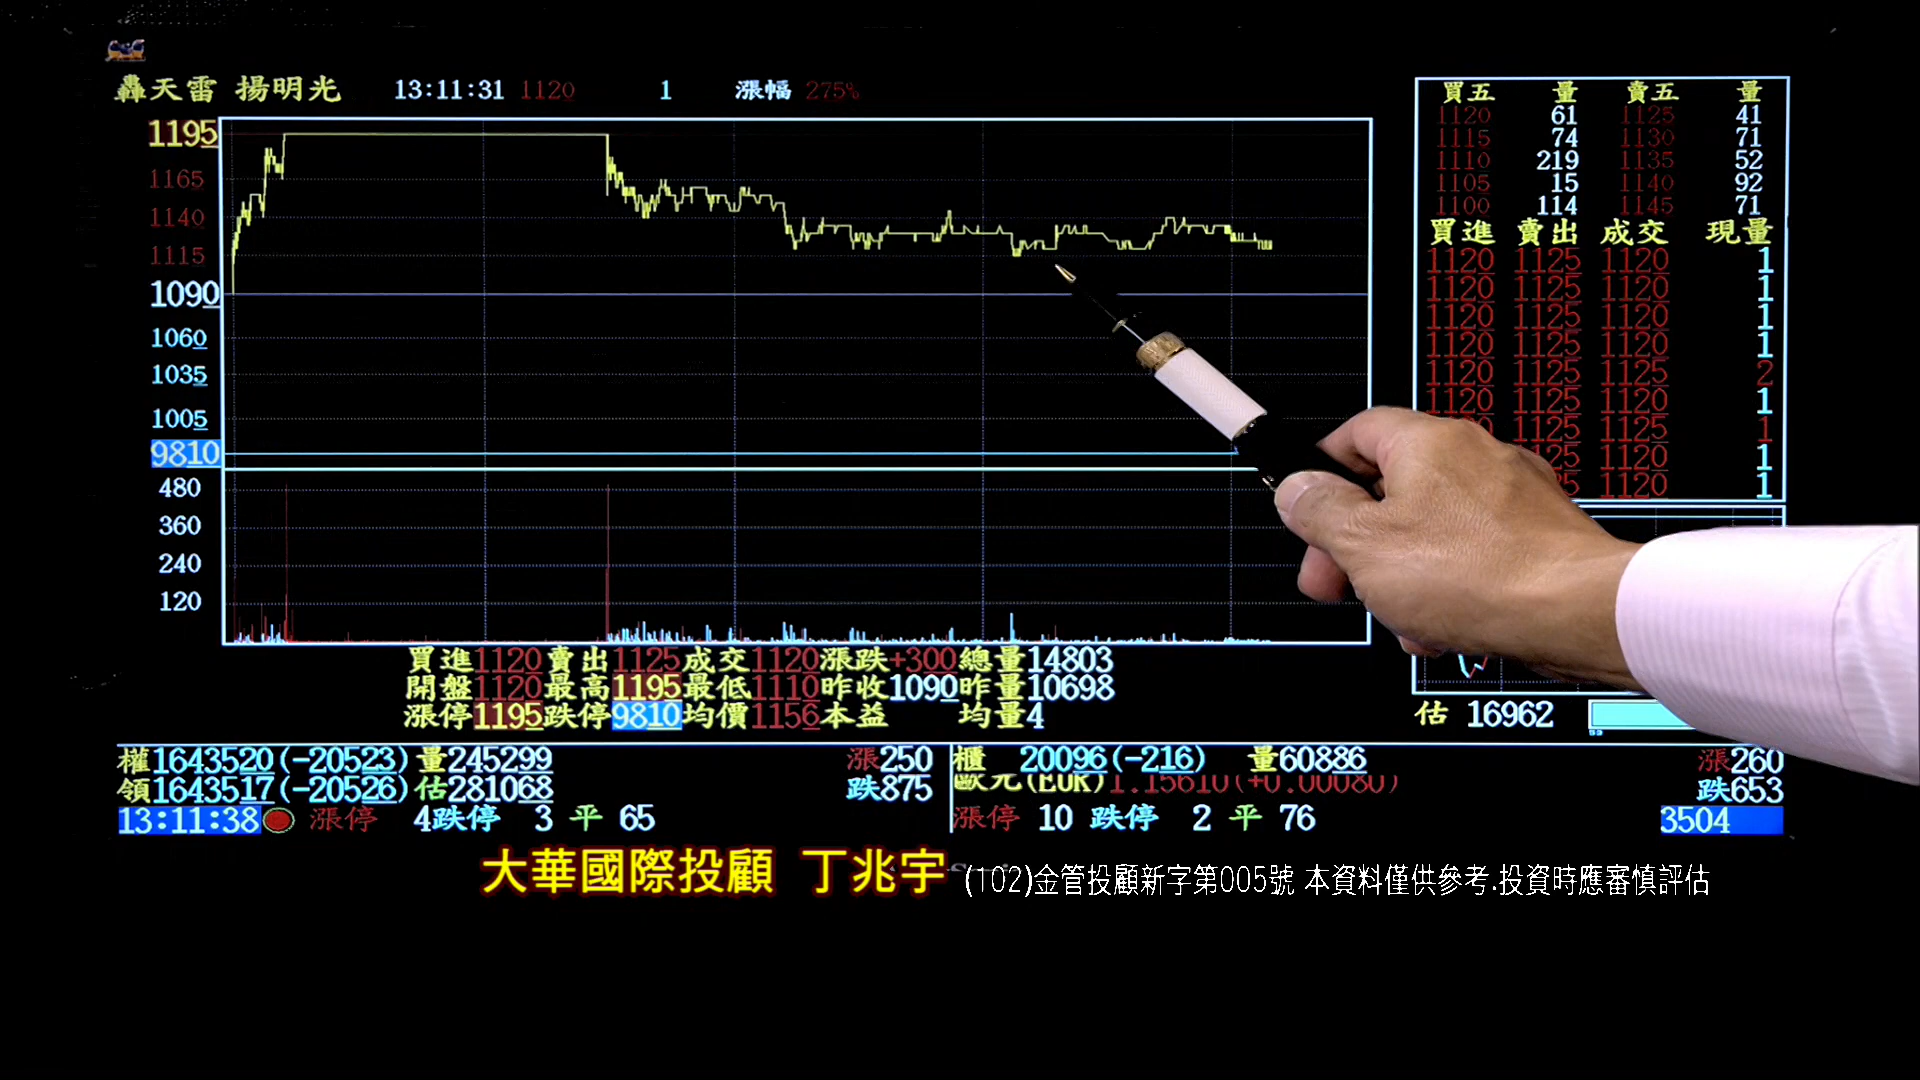 轟天雷 揚明光 13:11:31 1120 1 漲幅 275%
1195
1165
1140
1115
1090
1060
1035
1005
9810
480
360
240
120
買五 量 賣五 量
1120 61 1125 41
1115 74 1130 71
1110 219 1135 52
1105 15 1140 92
1100 114 1145 71
買進 賣出 成交 現量
1120 1125 1120 1
1120 1125 1120 1
1120 1125 1120 1
1120 1125 1120 1
1120 1125 1125 2
1120 1125 1120 1
1125 1125 1
1120 1
1120 1
買進1120賣出1125成交1120漲跌+300總量14803
開盤1120最高1195最低1110昨收1090昨量10698
漲停1195跌停9810均價1156本益 均量4
估 16962
權1643520(-20523)量245299 漲250
領1643517(-20526)估281068 跌875
13:11:38 漲停 4跌停 3 平 65
櫃 20096(-216) 量60886 漲260
歐元(EUR)1.15610(+0.00080) 跌653
漲停 10 跌停 2 平 76 3504
大華國際投顧 丁兆宇 (102)金管投顧新字第005號 本資料僅供參考.投資時應審慎評估